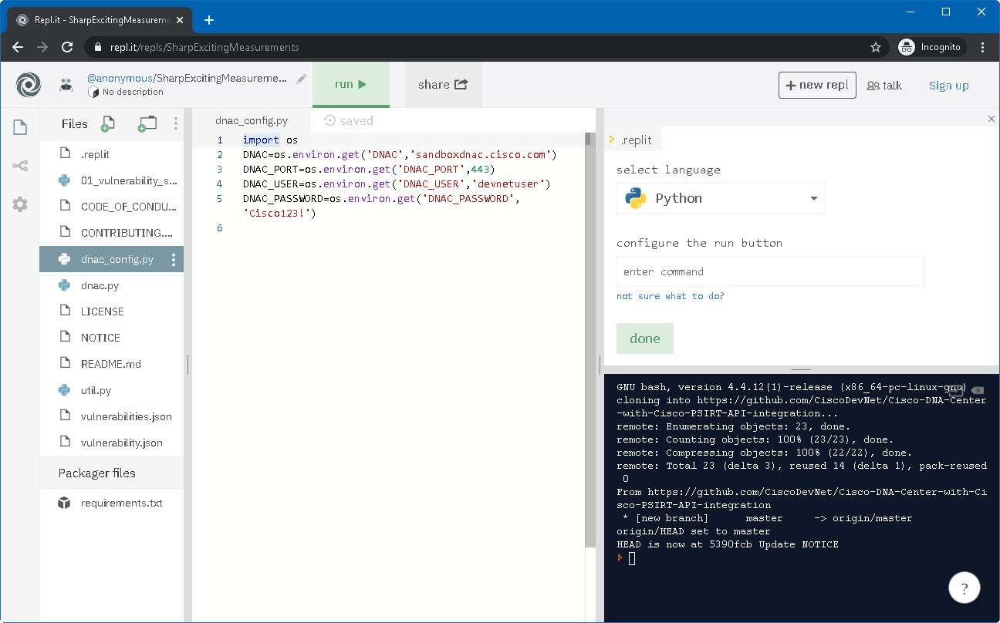 Repl.it - SharpExcitingMeasureme
repl.it/repls/SharpExcitingMeasurements
Incognito
@anonymous/SharpExcitingMeasureme...
No description
run
share
+ new repl
talk
Sign up
Files
.replit
01_vulnerability_s...
CODE_OF_CONDU...
CONTRIBUTING....
dnac_config.py
dnac.py
LICENSE
NOTICE
README.md
util.py
vulnerabilities.json
vulnerability.json
Packager files
requirements.txt
dnac_config.py
saved
1 import os
2 DNAC=os.environ.get('DNAC','sandboxdnac.cisco.com')
3 DNAC_PORT=os.environ.get('DNAC_PORT',443)
4 DNAC_USER=os.environ.get('DNAC_USER','devnetuser')
5 DNAC_PASSWORD=os.environ.get('DNAC_PASSWORD',
'Cisco123!')
6
.replit
select language
Python
configure the run button
enter command
not sure what to do?
done
GNU bash, version 4.4.12(1)-release (x86_64-pc-linux-gnu)
cloning into https://github.com/CiscoDevNet/Cisco-DNA-Center
-with-Cisco-PSIRT-API-integration...
remote: Enumerating objects: 23, done.
remote: Counting objects: 100% (23/23), done.
remote: Compressing objects: 100% (22/22), done.
remote: Total 23 (delta 3), reused 14 (delta 1), pack-reused
0
From https://github.com/CiscoDevNet/Cisco-DNA-Center-with-Ci
sco-PSIRT-API-integration
* [new branch] master -> origin/master
origin/HEAD set to master
HEAD is now at 5390fcb Update NOTICE
?